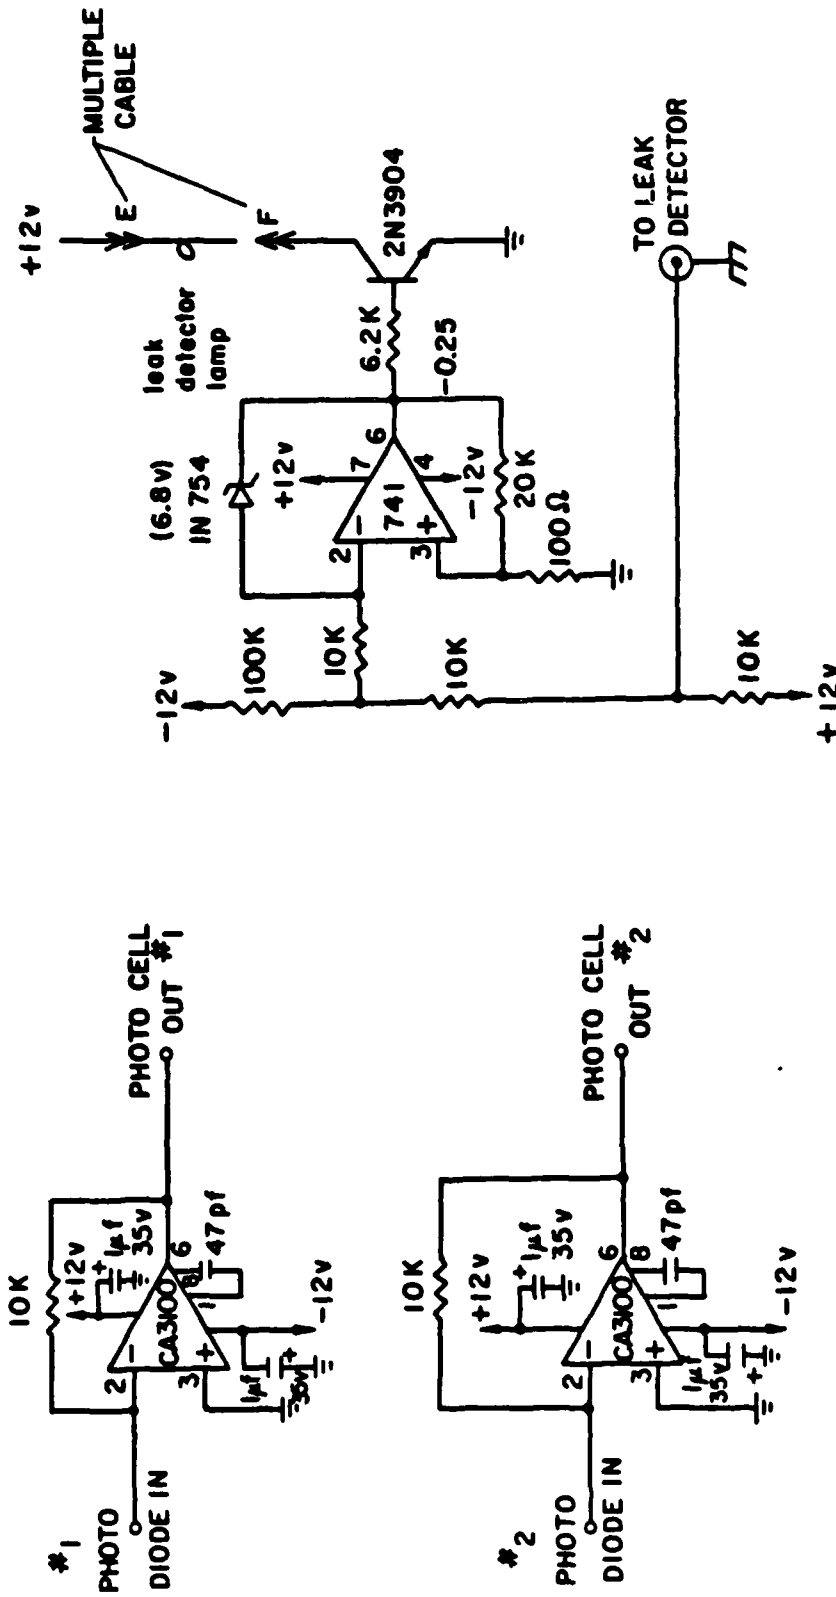 +12v
E
MULTIPLE
CABLE
F
leak
detector
lamp
2N3904
6.2K
-0.25
(6.8v)
IN 754
+12v
7
6
741
4
-12v
2
−
3
+
20K
100Ω
-12v
100K
10K
10K
10K
+12v
TO LEAK
DETECTOR
#1
PHOTO
DIODE IN
10K
+12v
+
1µf
35v
2
−
3
+
CA3100
6
8
1
47pf
1µf
35v
+
-12v
PHOTO CELL
OUT #1
#2
PHOTO
DIODE IN
10K
+12v
+
1µf
35v
2
−
3
+
CA3100
6
8
1
47pf
1µf
35v
+
-12v
PHOTO CELL
OUT #2